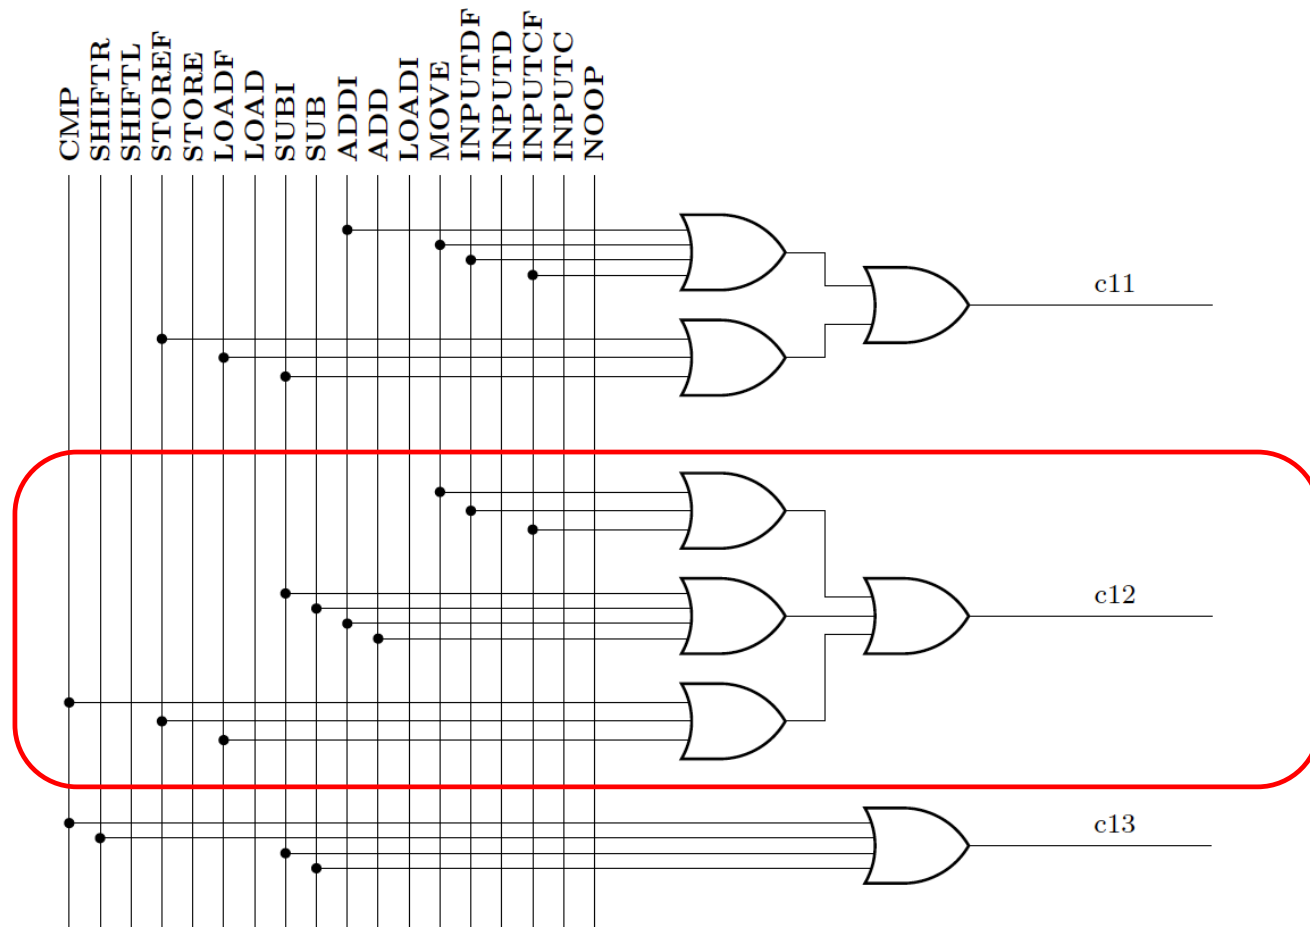 CMP
SHIFTR
SHIFTL
STOREF
STORE
LOADF
LOAD
SUBI
SUB
ADDI
ADD
LOADI
MOVE
INPUTDF
INPUTD
INPUTCF
INPUTC
NOOP
c11
c12
c13